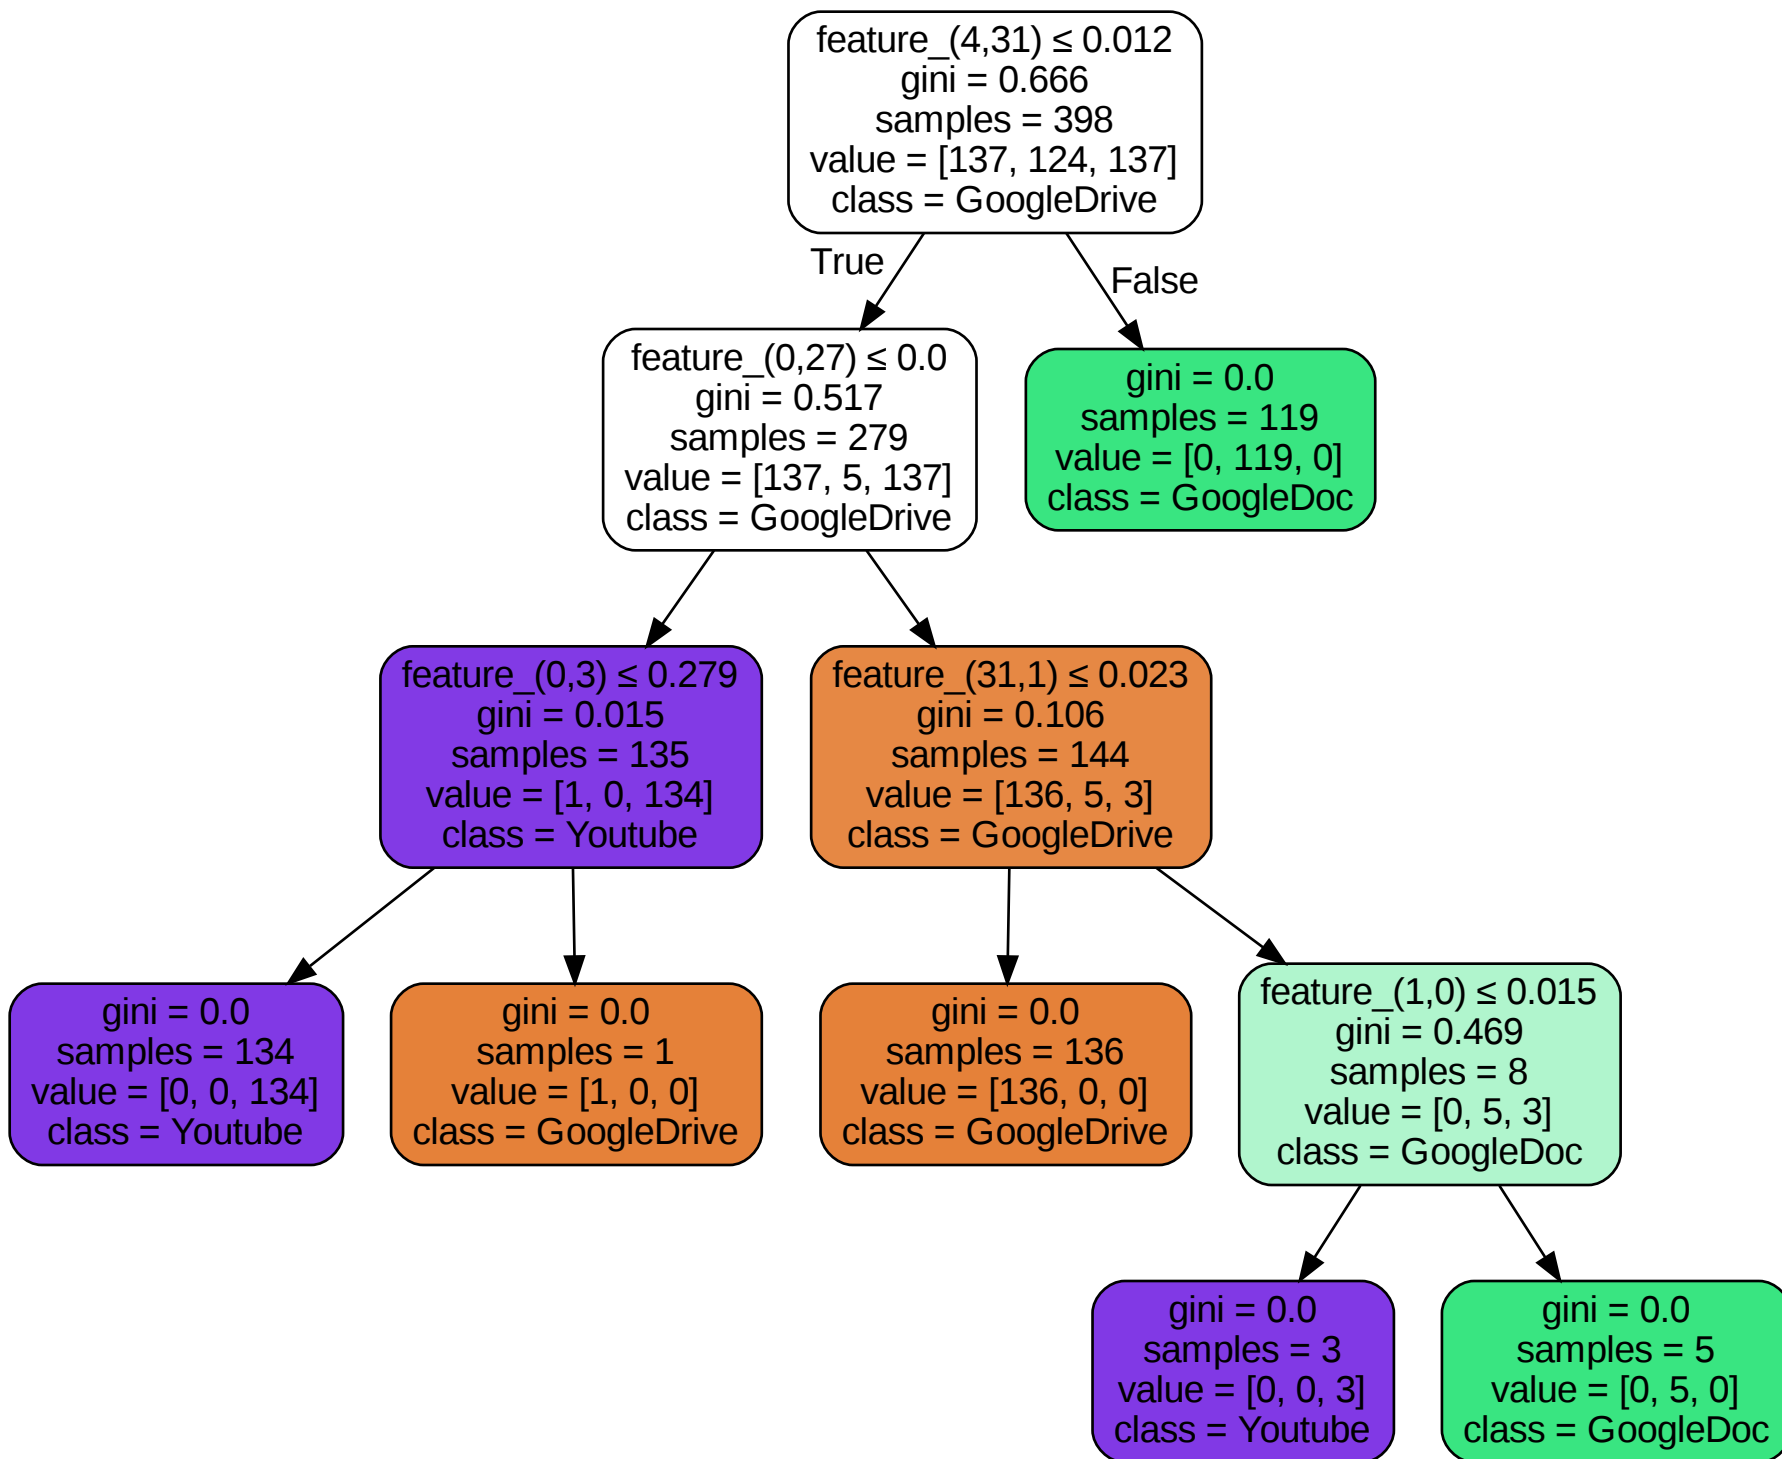 feature_(4,31) ≤ 0.012
gini = 0.666
samples = 398
value = [137, 124, 137]
class = GoogleDrive
True
False
feature_(0,27) ≤ 0.0
gini = 0.517
samples = 279
value = [137, 5, 137]
class = GoogleDrive
gini = 0.0
samples = 119
value = [0, 119, 0]
class = GoogleDoc
feature_(0,3) ≤ 0.279
gini = 0.015
samples = 135
value = [1, 0, 134]
class = Youtube
feature_(31,1) ≤ 0.023
gini = 0.106
samples = 144
value = [136, 5, 3]
class = GoogleDrive
gini = 0.0
samples = 134
value = [0, 0, 134]
class = Youtube
gini = 0.0
samples = 1
value = [1, 0, 0]
class = GoogleDrive
gini = 0.0
samples = 136
value = [136, 0, 0]
class = GoogleDrive
feature_(1,0) ≤ 0.015
gini = 0.469
samples = 8
value = [0, 5, 3]
class = GoogleDoc
gini = 0.0
samples = 3
value = [0, 0, 3]
class = Youtube
gini = 0.0
samples = 5
value = [0, 5, 0]
class = GoogleDoc